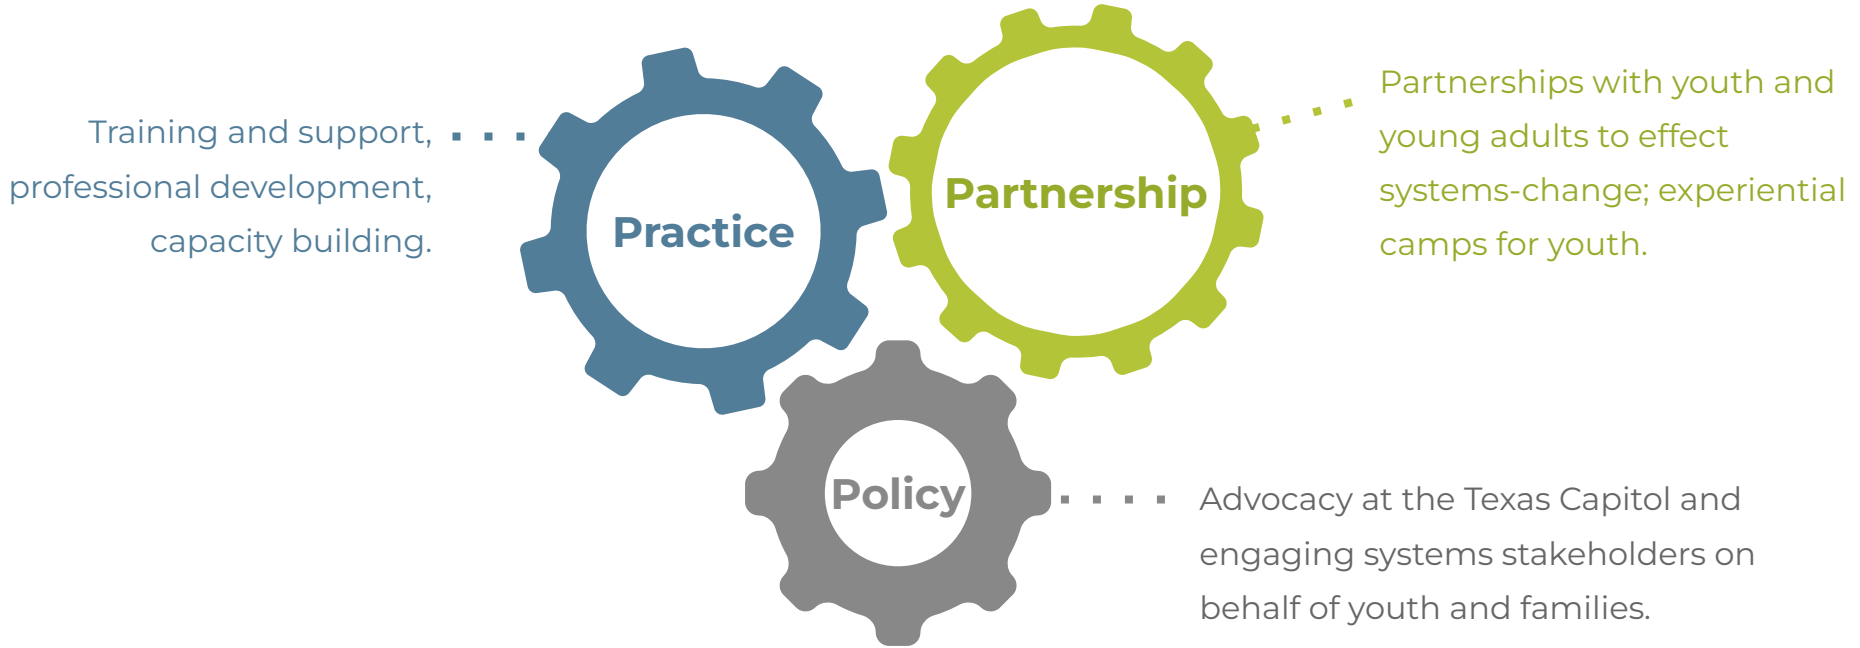 Training and support,
professional development,
capacity building.
Practice
Partnership
Partnerships with youth and
young adults to effect
systems-change; experiential
camps for youth.
Policy
Advocacy at the Texas Capitol and
engaging systems stakeholders on
behalf of youth and families.